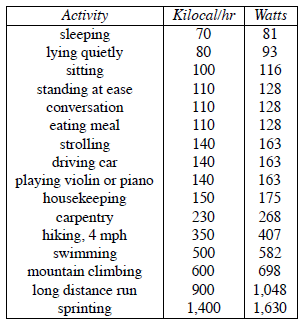 Activity Kilocal/hr Watts
sleeping 70 81
lying quietly 80 93
sitting 100 116
standing at ease 110 128
conversation 110 128
eating meal 110 128
strolling 140 163
driving car 140 163
playing violin or piano 140 163
housekeeping 150 175
carpentry 230 268
hiking, 4 mph 350 407
swimming 500 582
mountain climbing 600 698
long distance run 900 1,048
sprinting 1,400 1,630